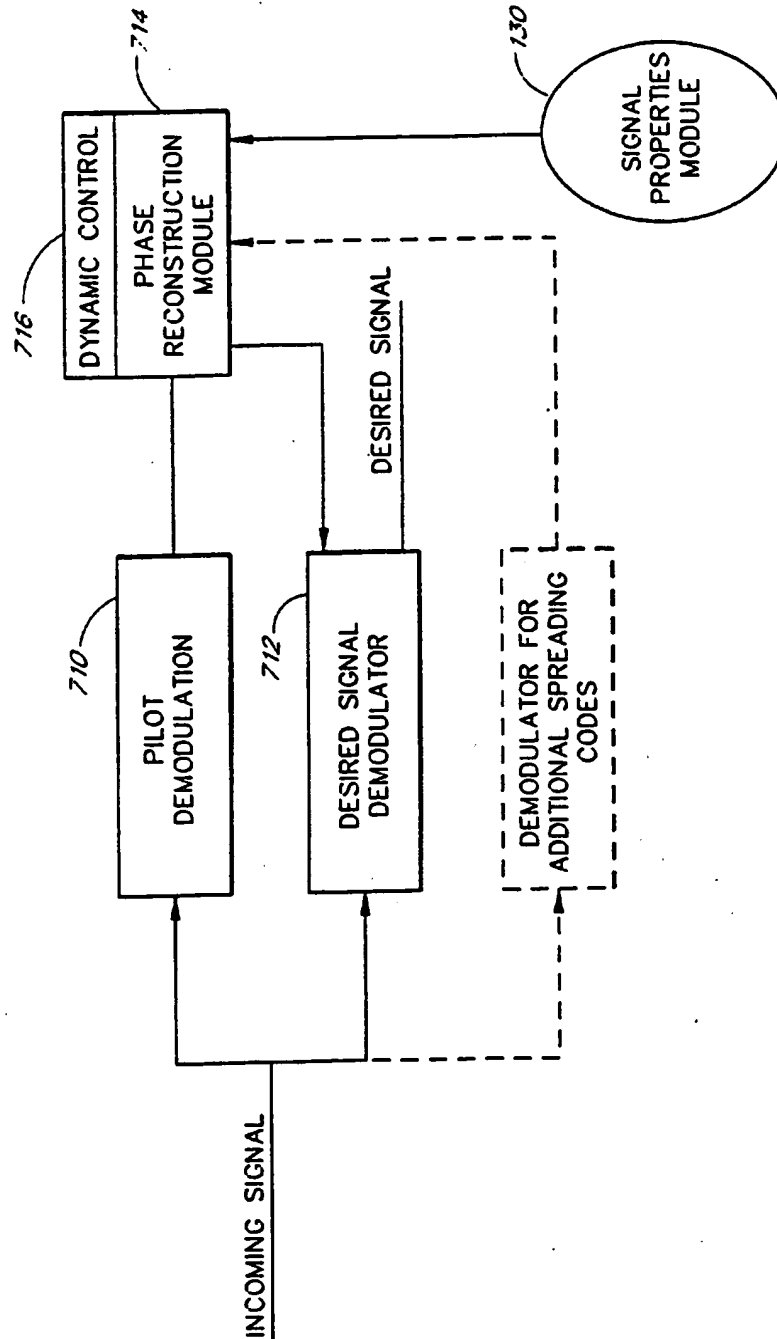 INCOMING SIGNAL
710
PILOT
DEMODULATION
716
DYNAMIC CONTROL
714
PHASE
RECONSTRUCTION
MODULE
712
DESIRED SIGNAL
DEMODULATOR
DESIRED SIGNAL
DEMODULATOR FOR
ADDITIONAL SPREADING
CODES
130
SIGNAL
PROPERTIES
MODULE